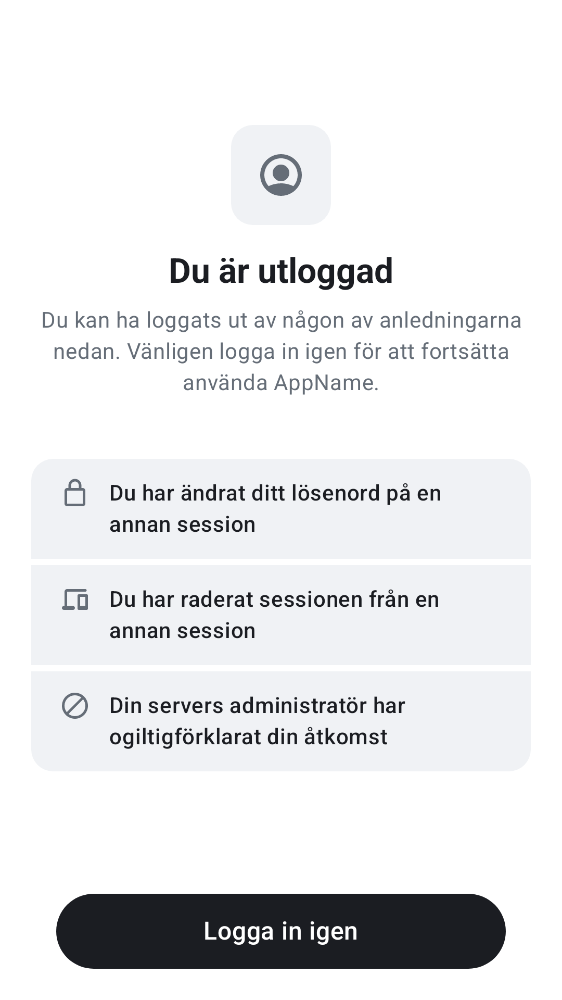 Du är utloggad
Du kan ha loggats ut av någon av anledningarna
nedan. Vänligen logga in igen för att fortsätta
använda AppName.
Du har ändrat ditt lösenord på en
annan session
Du har raderat sessionen från en
annan session
Din servers administratör har
ogiltigförklarat din åtkomst
Logga in igen